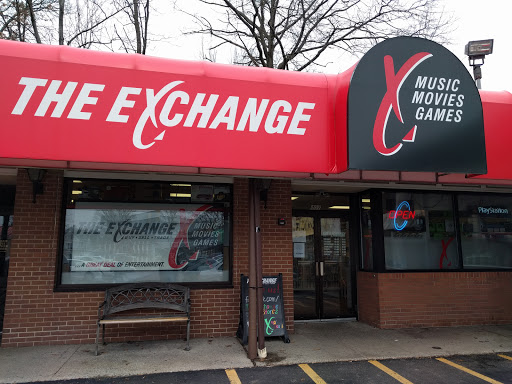 THE EXCHANGE
MUSIC
MOVIES
GAMES
THE EXCHANGE
MUSIC
MOVIES
GAMES
...A GREAT DEAL OF ENTERTAINMENT
OPEN
PlayStation